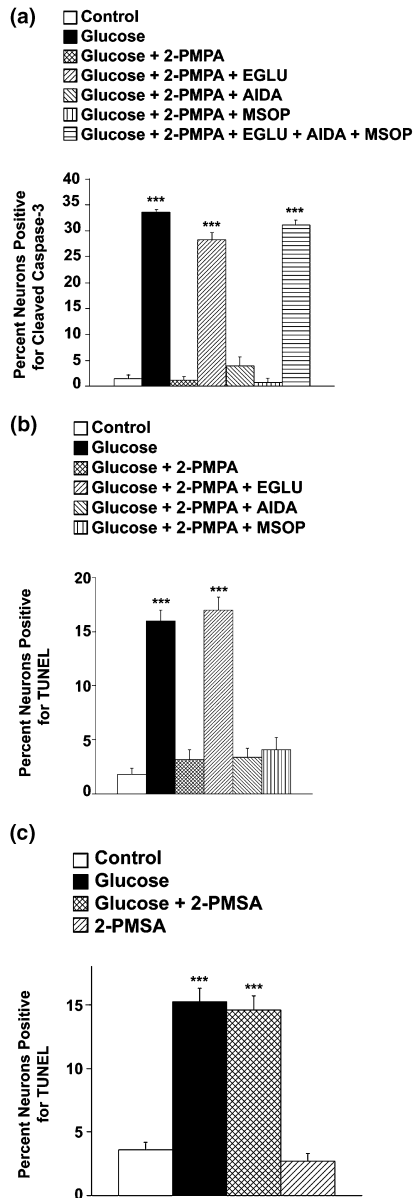 (a)
Control
Glucose
Glucose + 2-PMPA
Glucose + 2-PMPA + EGLU
Glucose + 2-PMPA + AIDA
Glucose + 2-PMPA + MSOP
Glucose + 2-PMPA + EGLU + AIDA + MSOP
Percent Neurons Positive
for Cleaved Caspase-3
40
35
30
25
20
15
10
5
0
***
***
***
(b)
Control
Glucose
Glucose + 2-PMPA
Glucose + 2-PMPA + EGLU
Glucose + 2-PMPA + AIDA
Glucose + 2-PMPA + MSOP
Percent Neurons Positive
for TUNEL
20
15
10
5
0
***
***
(c)
Control
Glucose
Glucose + 2-PMSA
2-PMSA
Percent Neurons Positive
for TUNEL
15
10
5
0
***
***